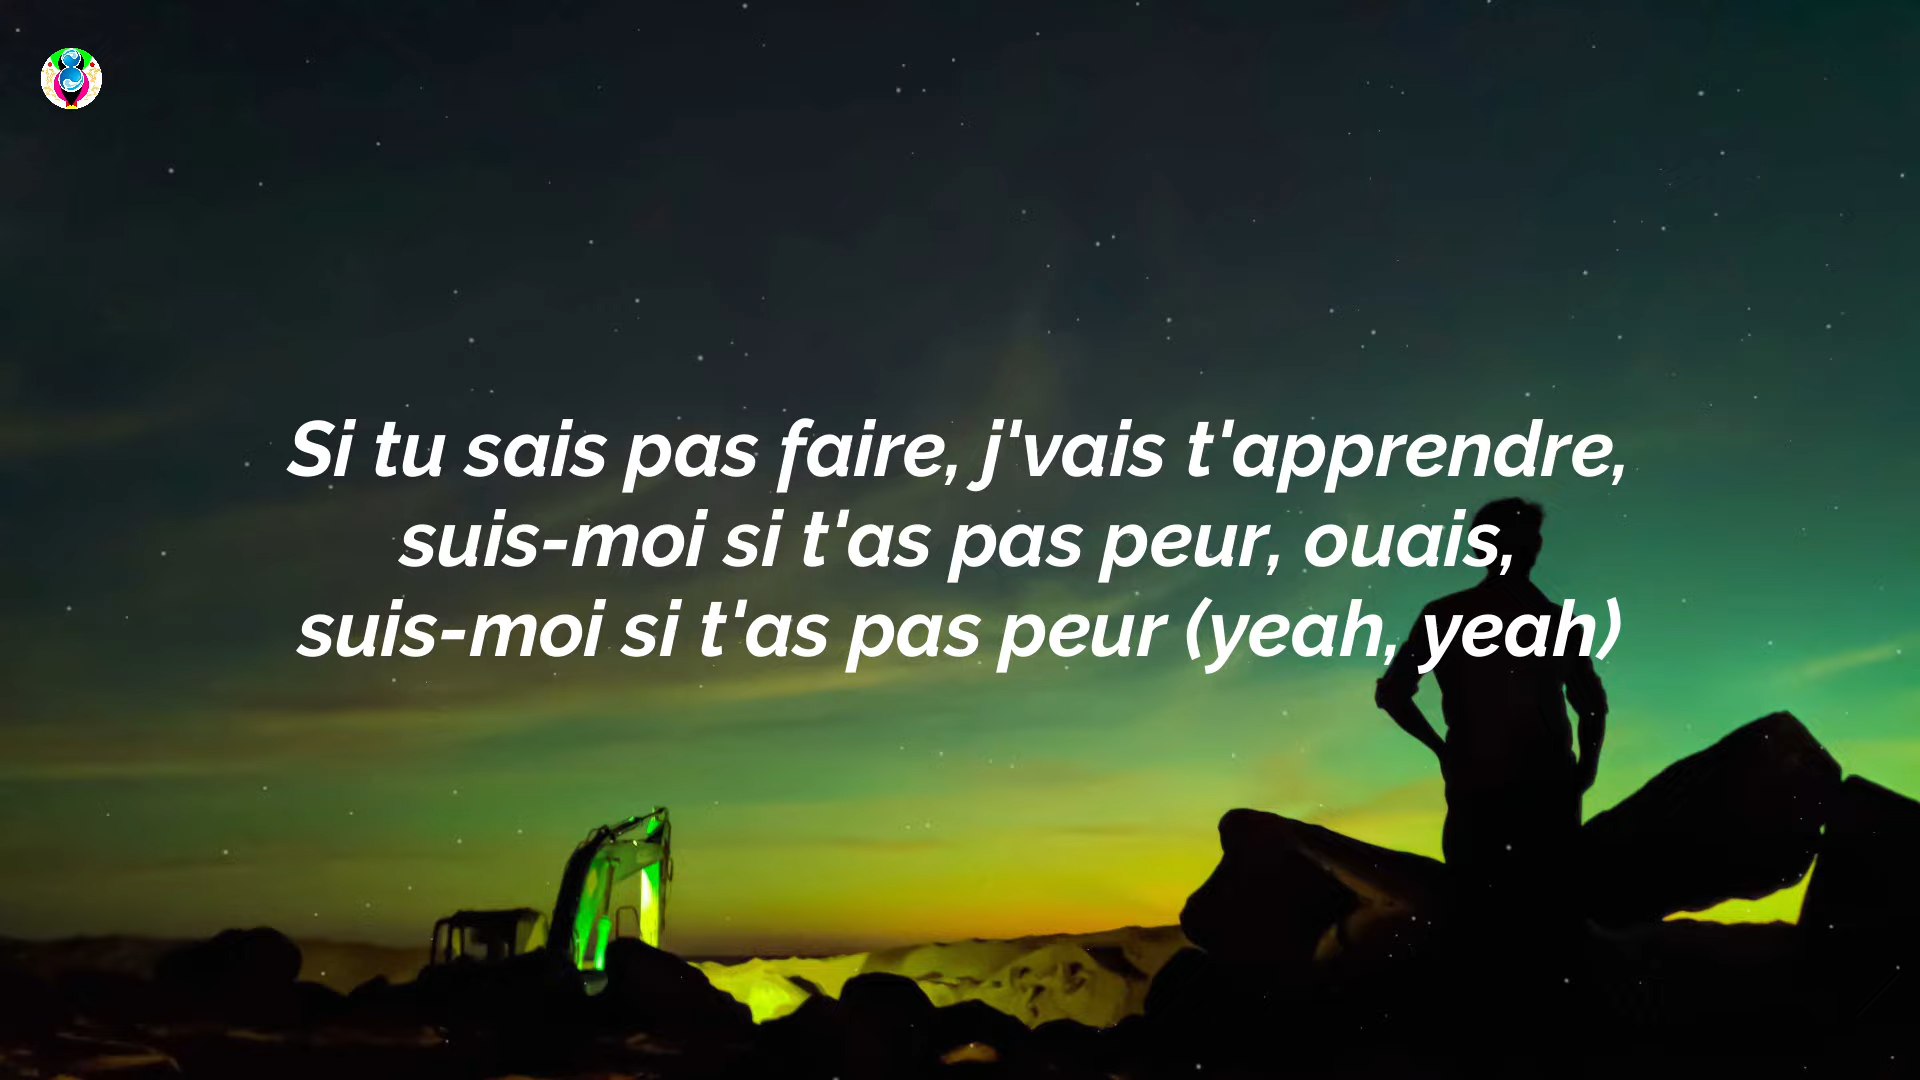 Si tu sais pas faire, j'vais t'apprendre,
suis-moi si t'as pas peur, ouais,
suis-moi si t'as pas peur (yeah, yeah)